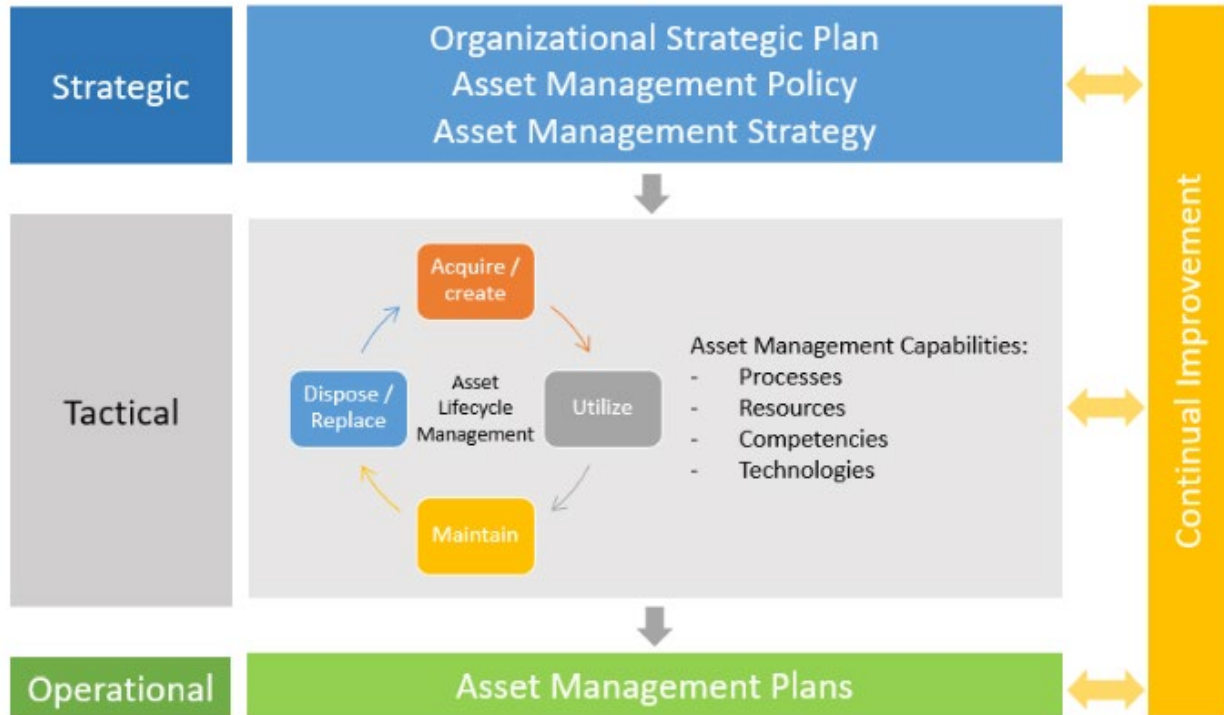 Strategic
Organizational Strategic Plan
Asset Management Policy
Asset Management Strategy
Tactical
Acquire /
create
Dispose /
Replace
Asset
Lifecycle
Management
Utilize
Maintain
Asset Management Capabilities:
- Processes
- Resources
- Competencies
- Technologies
Operational
Asset Management Plans
Continual Improvement